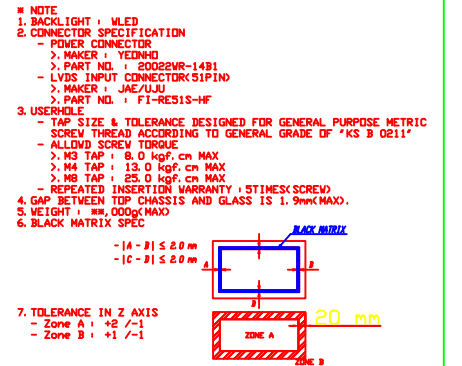 * NOTE
1. BACKLIGHT : WLED
2. CONNECTOR SPECIFICATION
- POWER CONNECTOR
>. MAKER : YEONHO
>. PART NO. : 20022WR-14B1
- LVDS INPUT CONNECTOR(51PIN)
>. MAKER : JAE/UJU
>. PART NO. : FI-RE51S-HF
3. USERHOLE
- TAP SIZE & TOLERANCE DESIGNED FOR GENERAL PURPOSE METRIC
SCREW THREAD ACCORDING TO GENERAL GRADE OF "KS B 0211"
- ALLOWD SCREW TORQUE
>. M3 TAP : 8.0 kgf.cm MAX
>. M4 TAP : 13.0 kgf.cm MAX
>. M8 TAP : 25.0 kgf.cm MAX
- REPEATED INSERTION WARRANTY :5TIMES(SCREW)
4. GAP BETWEEN TOP CHASSIS AND GLASS IS 1.9mm(MAX).
5. WEIGHT : **,000g(MAX)
6. BLACK MATRIX SPEC
BLACK MATRIX
- |A - B| ≤ 2.0 mm
- |C - D| ≤ 2.0 mm
A
B
D
7. TOLERANCE IN Z AXIS
- Zone A : +2 /-1
- Zone B : +1 /-1
20 mm
ZONE A
ZONE B